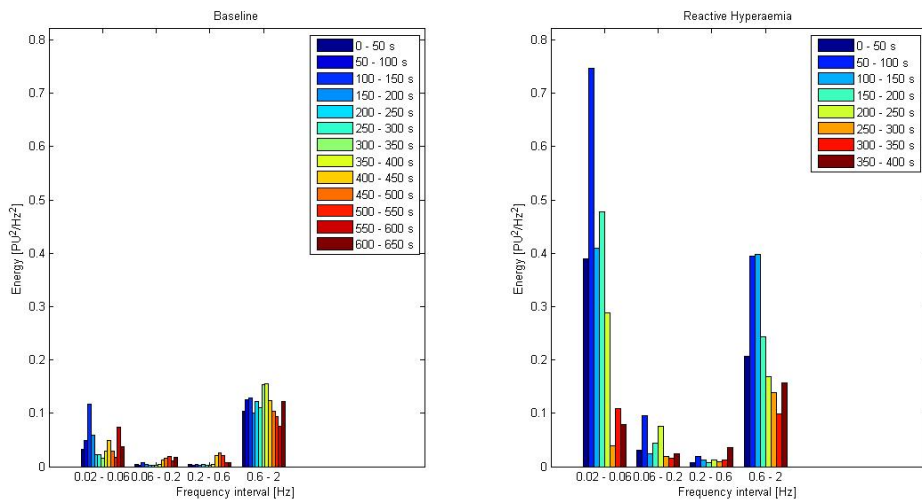 Baseline
0.8
0.7
0.6
0.5
0.4
0.3
0.2
0.1
0
Energy [PU²/Hz²]
0.02 - 0.06
0.06 - 0.2
0.2 - 0.6
0.6 - 2
Frequency interval [Hz]
0 - 50 s
50 - 100 s
100 - 150 s
150 - 200 s
200 - 250 s
250 - 300 s
300 - 350 s
350 - 400 s
400 - 450 s
450 - 500 s
500 - 550 s
550 - 600 s
600 - 650 s
Reactive Hyperaemia
0.8
0.7
0.6
0.5
0.4
0.3
0.2
0.1
0
Energy [PU²/Hz²]
0.02 - 0.06
0.06 - 0.2
0.2 - 0.6
0.6 - 2
Frequency interval [Hz]
0 - 50 s
50 - 100 s
100 - 150 s
150 - 200 s
200 - 250 s
250 - 300 s
300 - 350 s
350 - 400 s